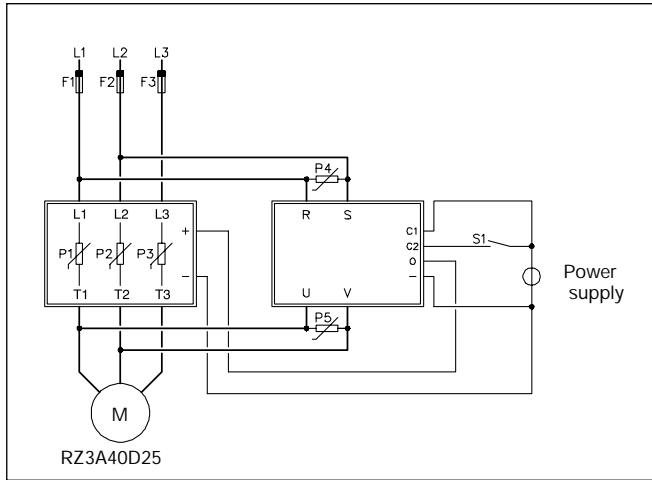 L1 L2 L3
F1 F2 F3
P4
L1 L2 L3 + R S C1
P1 P2 P3 C2 S1
O
− − Power
supply
T1 T2 T3 U V
P5
M
RZ3A40D25